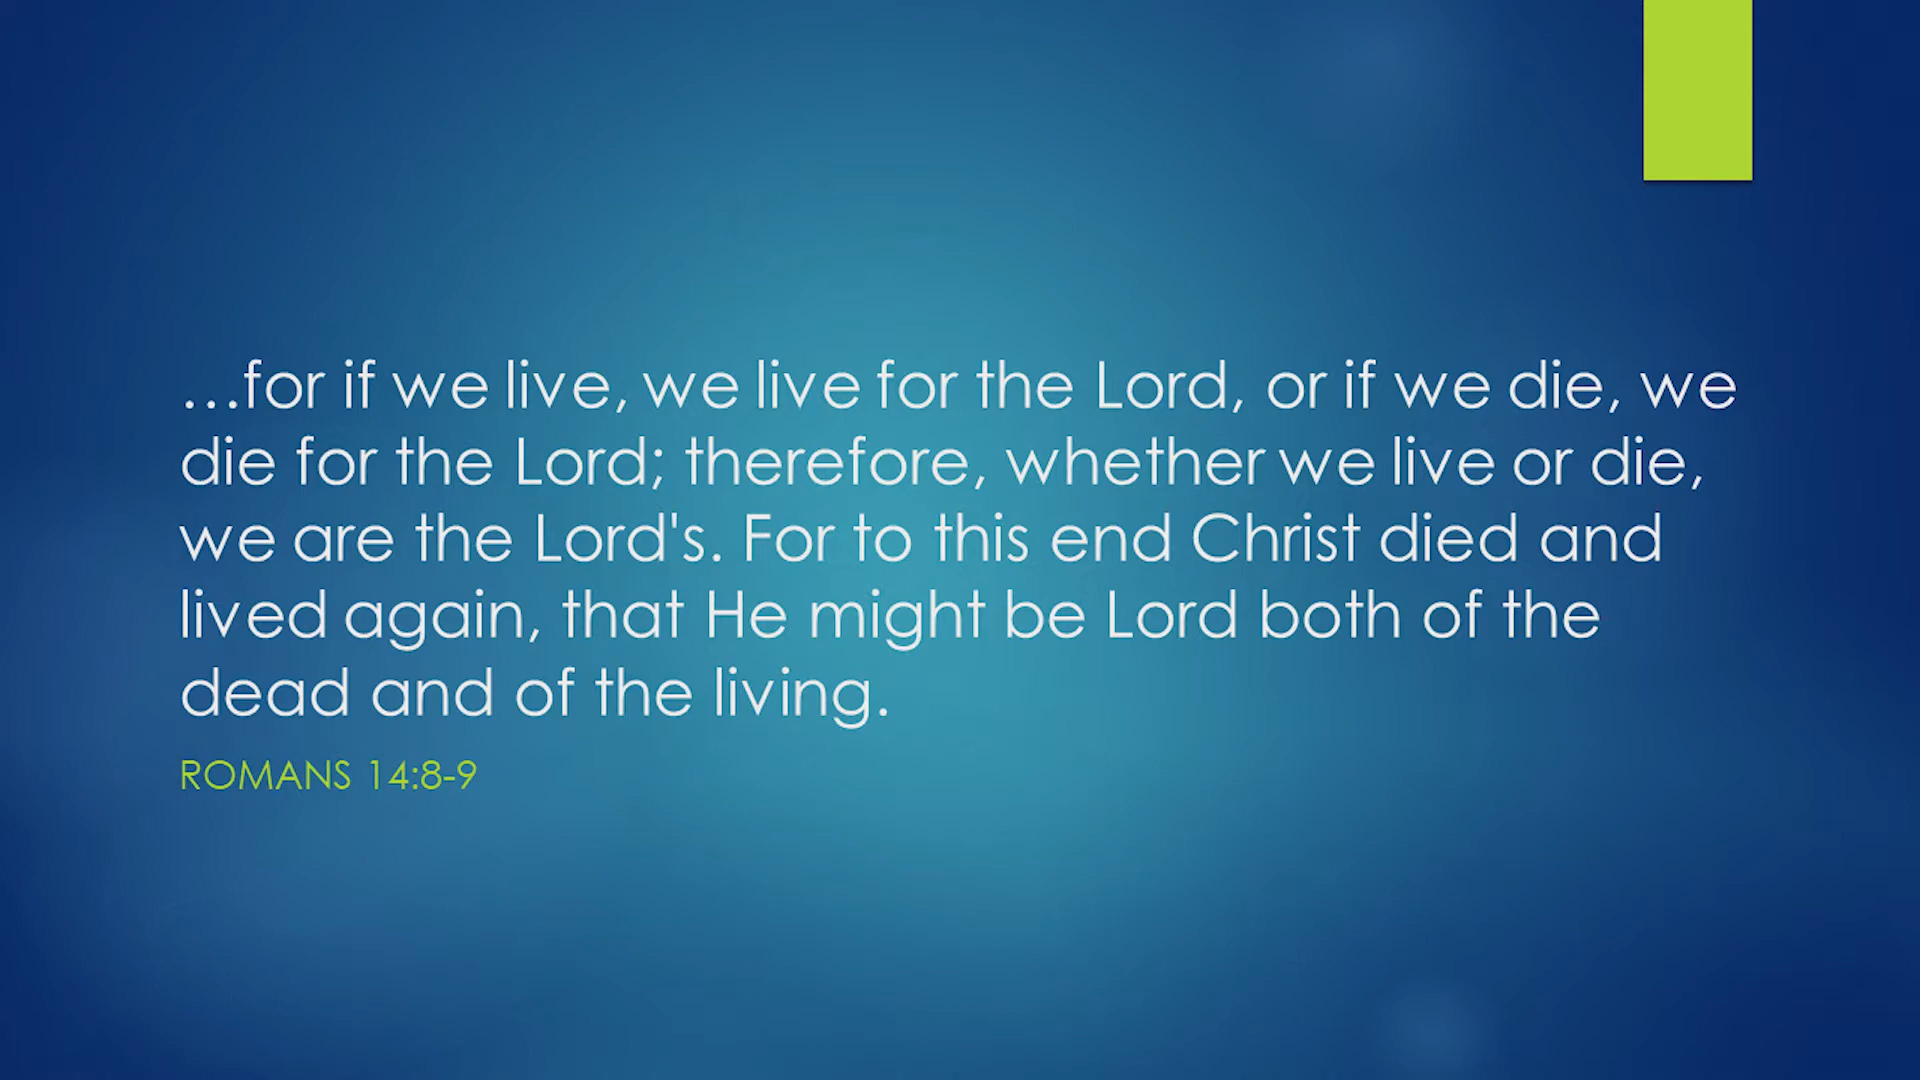 …for if we live, we live for the Lord, or if we die, we
die for the Lord; therefore, whether we live or die,
we are the Lord's. For to this end Christ died and
lived again, that He might be Lord both of the
dead and of the living.
ROMANS 14:8-9